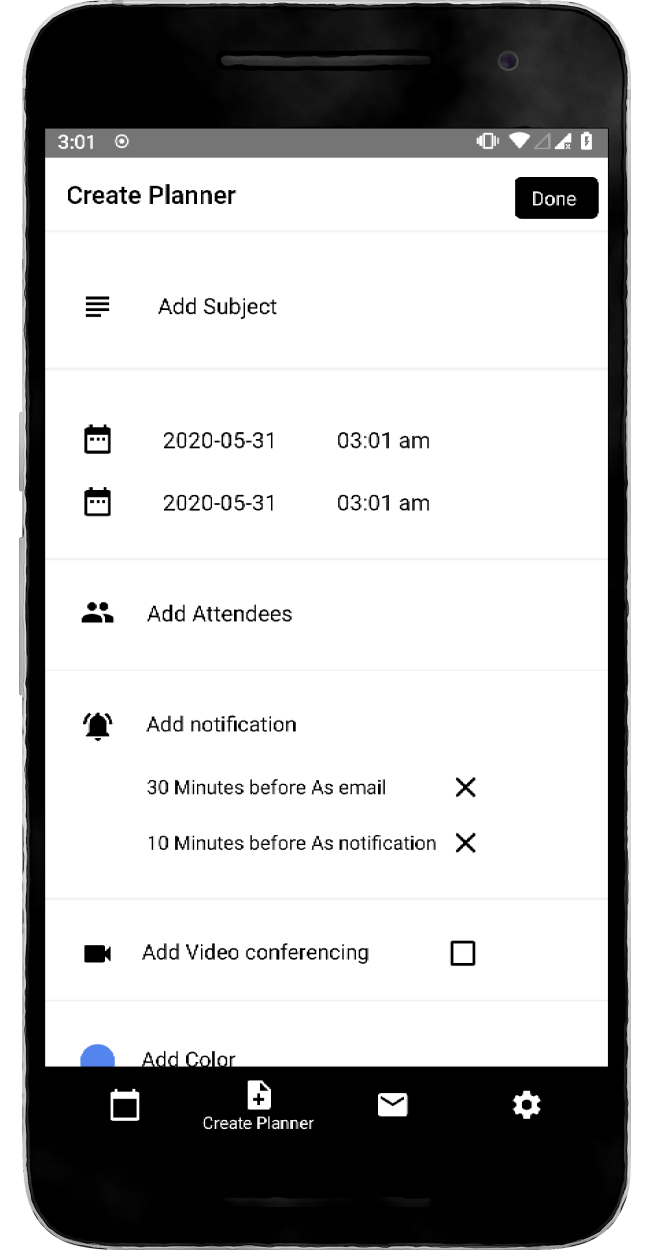 3:01
Create Planner
Done
Add Subject
2020-05-31 03:01 am
2020-05-31 03:01 am
Add Attendees
Add notification
30 Minutes before As email
10 Minutes before As notification
Add Video conferencing
Add Color
Create Planner